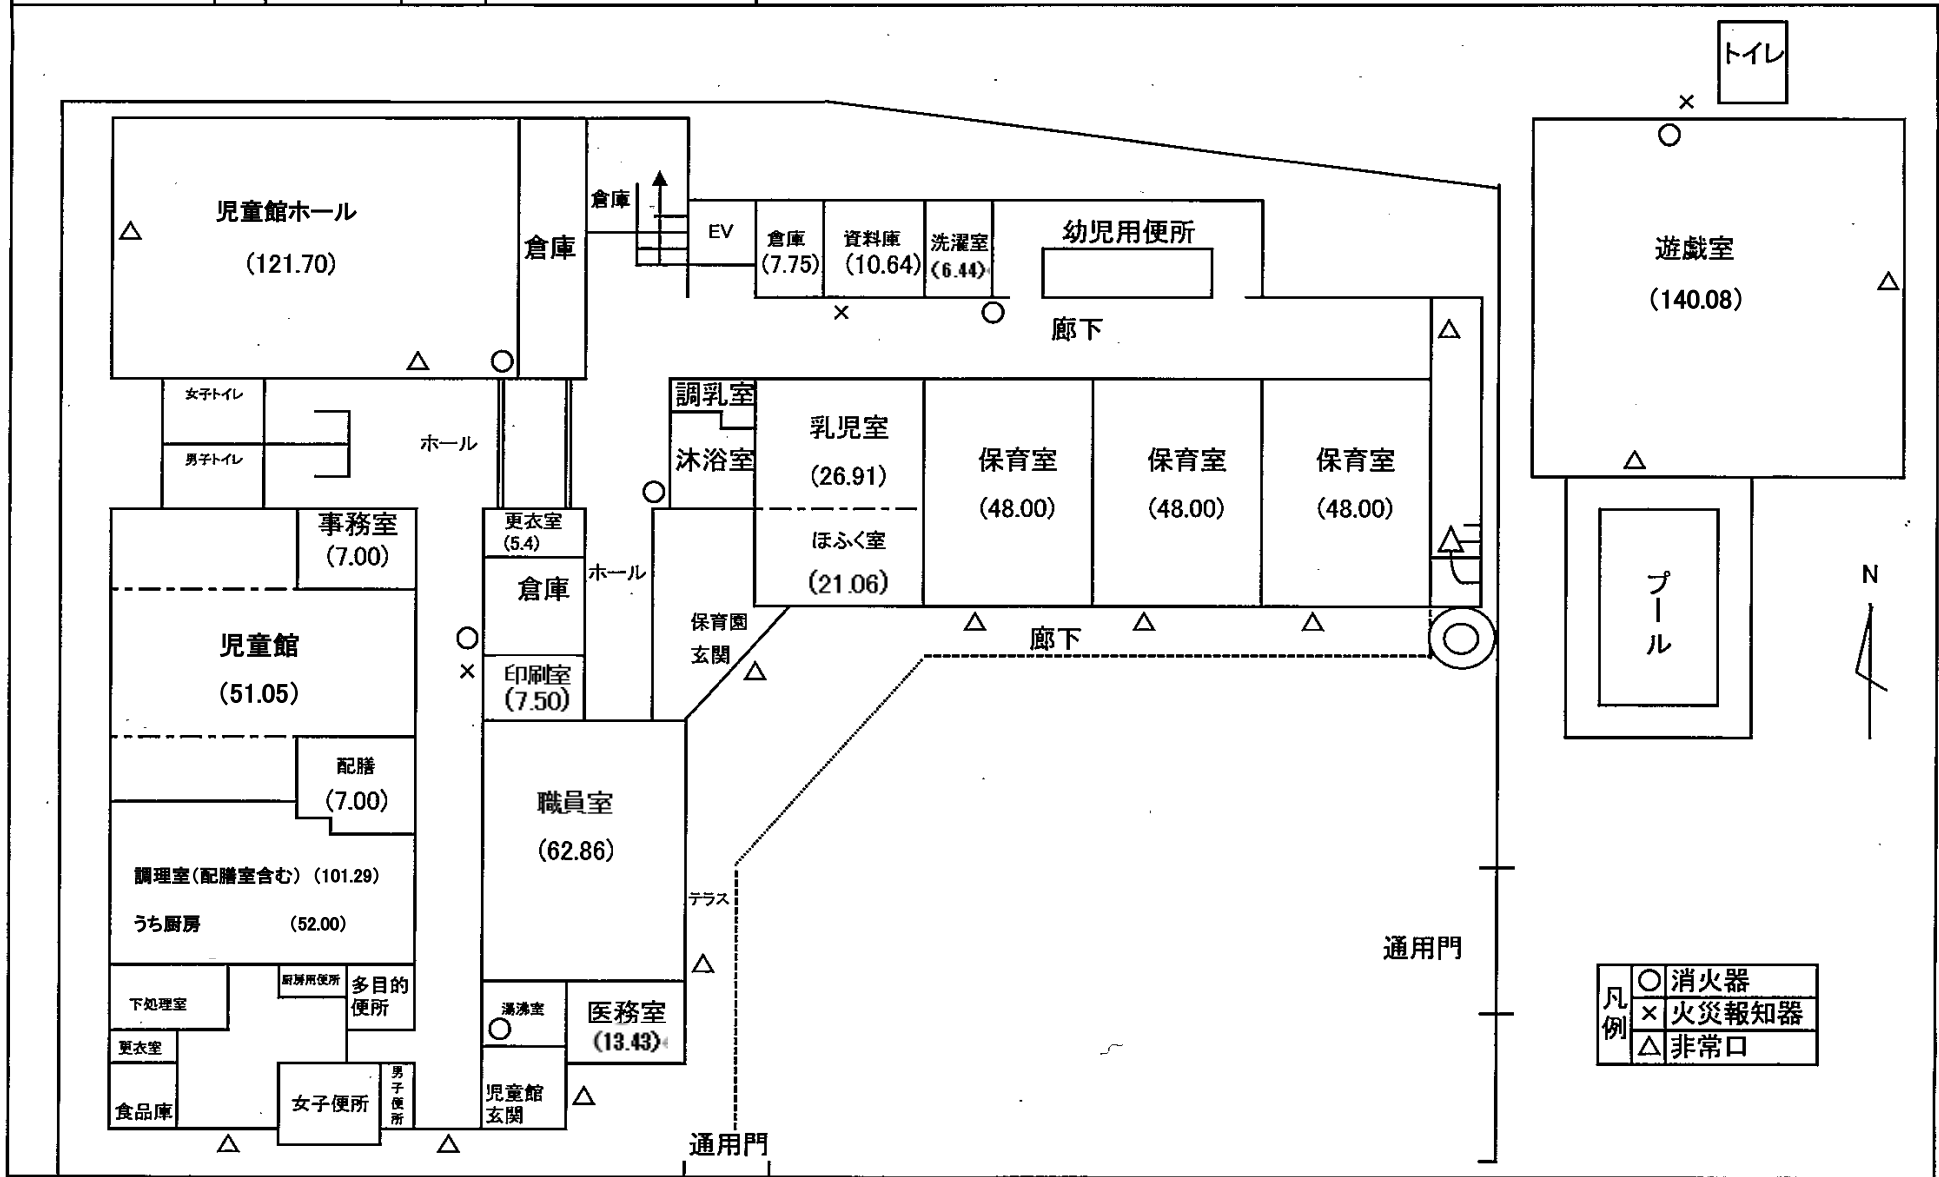 トイレ
児童館ホール
(121.70)
倉庫
倉庫
EV
倉庫
(7.75)
資料庫
(10.64)
洗濯室
(6.44)
幼児用便所
遊戯室
(140.08)
廊下
女子トイレ
男子トイレ
ホール
調乳室
沐浴室
乳児室
(26.91)
ほふく室
(21.06)
保育室
(48.00)
保育室
(48.00)
保育室
(48.00)
事務室
(7.00)
更衣室
(5.4)
倉庫
ホール
保育園
玄関
廊下
プール
N
児童館
(51.05)
印刷室
(7.50)
配膳
(7.00)
職員室
(62.86)
調理室(配膳室含む) (101.29)
うち厨房 (52.00)
テラス
通用門
下処理室
厨房用便所
多目的
便所
湯沸室
医務室
(13.43)
更衣室
食品庫
女子便所
男子便所
児童館
玄関
通用門
凡例
○ 消火器
× 火災報知器
△ 非常口